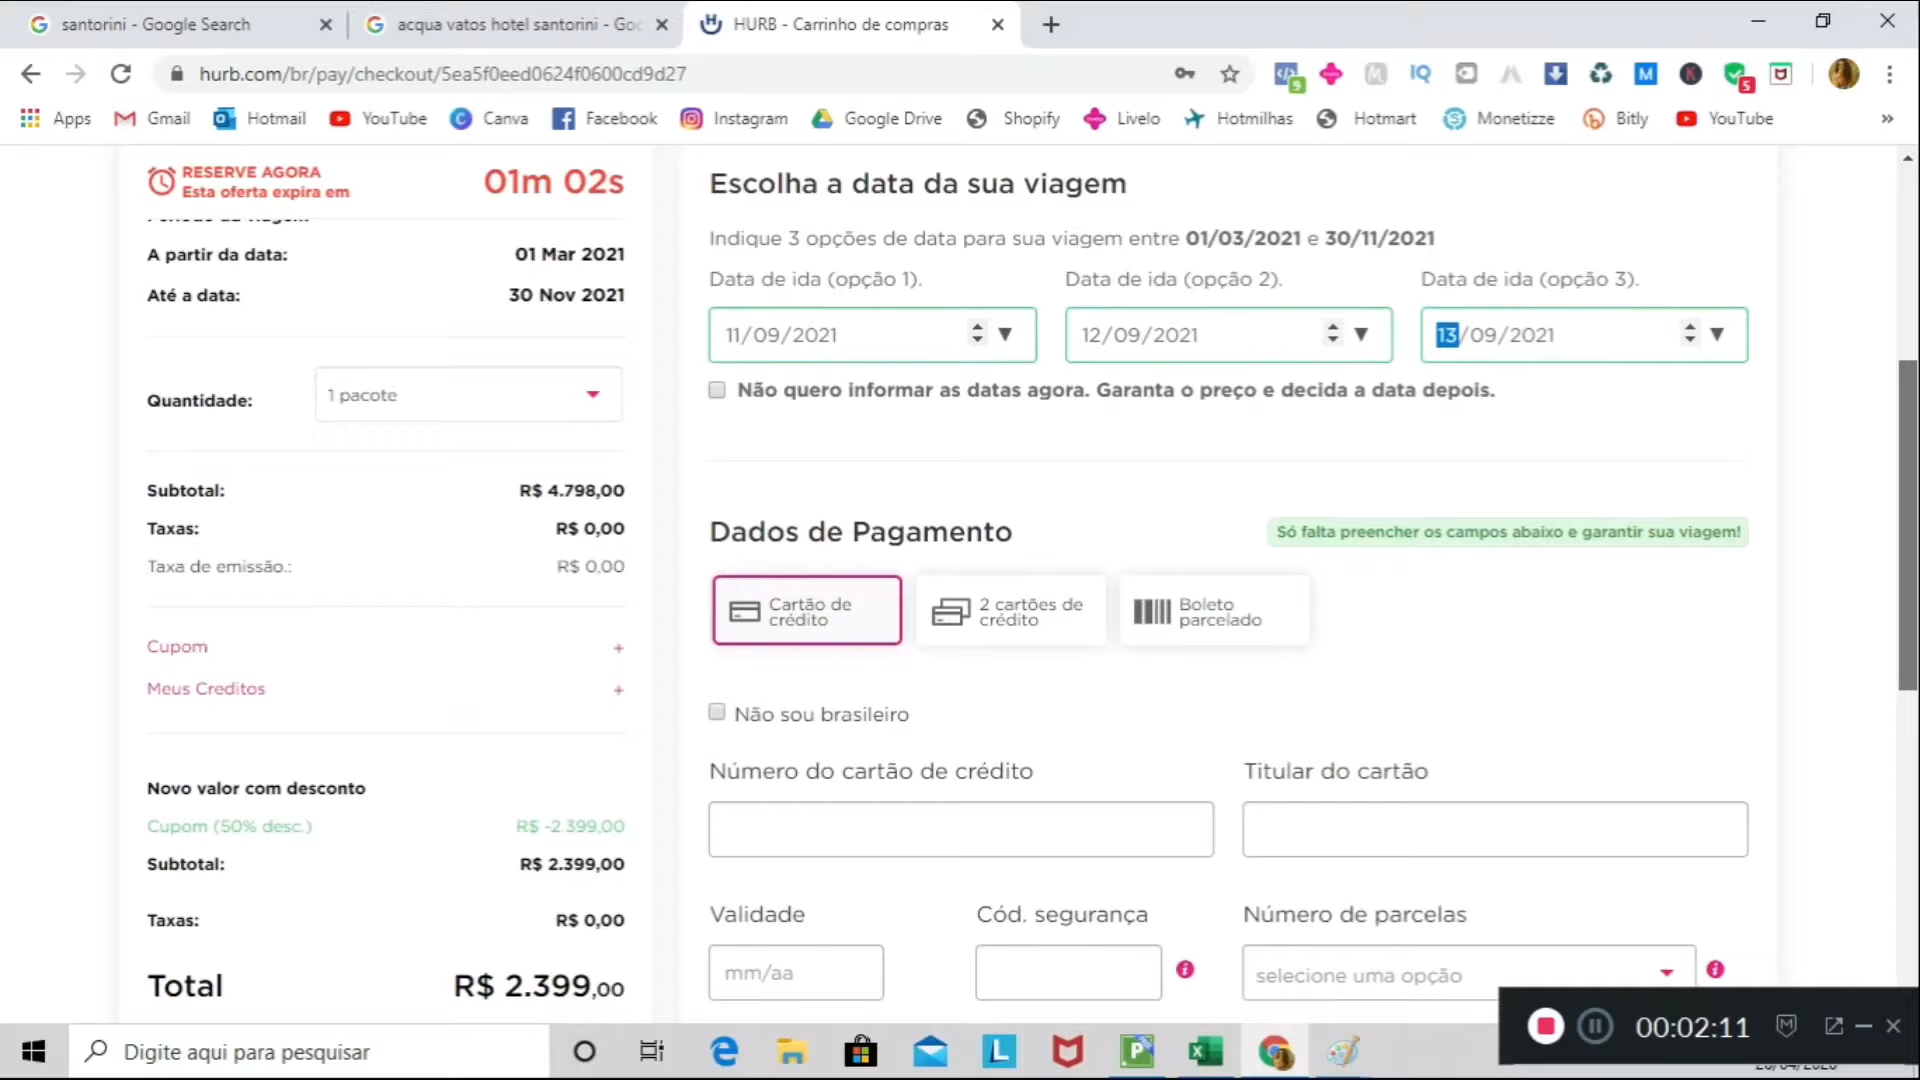 santorini - Google Search
acqua vatos hotel santorini - Goo
HURB - Carrinho de compras
hurb.com/br/pay/checkout/5ea5f0eed0624f0600cd9d27
Apps
Gmail
Hotmail
YouTube
Canva
Facebook
Instagram
Google Drive
Shopify
Livelo
Hotmilhas
Hotmart
Monetizze
Bitly
YouTube
RESERVE AGORA
Esta oferta expira em
01m 02s
A partir da data:
01 Mar 2021
Até a data:
30 Nov 2021
Quantidade:
1 pacote
Subtotal:
R$ 4.798,00
Taxas:
R$ 0,00
Taxa de emissão.:
R$ 0,00
Cupom
+
Meus Creditos
+
Novo valor com desconto
Cupom (50% desc.)
R$ -2.399,00
Subtotal:
R$ 2.399,00
Taxas:
R$ 0,00
Total
R$ 2.399,00
Escolha a data da sua viagem
Indique 3 opções de data para sua viagem entre 01/03/2021 e 30/11/2021
Data de ida (opção 1).
Data de ida (opção 2).
Data de ida (opção 3).
11/09/2021
12/09/2021
13/09/2021
Não quero informar as datas agora. Garanta o preço e decida a data depois.
Dados de Pagamento
Só falta preencher os campos abaixo e garantir sua viagem!
Cartão de
crédito
2 cartões de
crédito
Boleto
parcelado
Não sou brasileiro
Número do cartão de crédito
Titular do cartão
Validade
Cód. segurança
Número de parcelas
mm/aa
selecione uma opção
00:02:11
Digite aqui para pesquisar